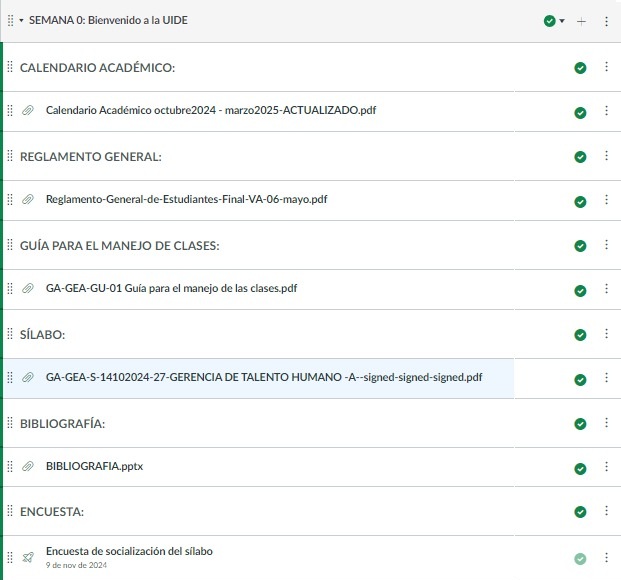 SEMANA 0: Bienvenido a la UIDE
CALENDARIO ACADÉMICO:
Calendario Académico octubre2024 - marzo2025-ACTUALIZADO.pdf
REGLAMENTO GENERAL:
Reglamento-General-de-Estudiantes-Final-VA-06-mayo.pdf
GUÍA PARA EL MANEJO DE CLASES:
GA-GEA-GU-01 Guía para el manejo de las clases.pdf
SÍLABO:
GA-GEA-S-14102024-27-GERENCIA DE TALENTO HUMANO -A--signed-signed-signed.pdf
BIBLIOGRAFÍA:
BIBLIOGRAFIA.pptx
ENCUESTA:
Encuesta de socialización del sílabo
9 de nov de 2024